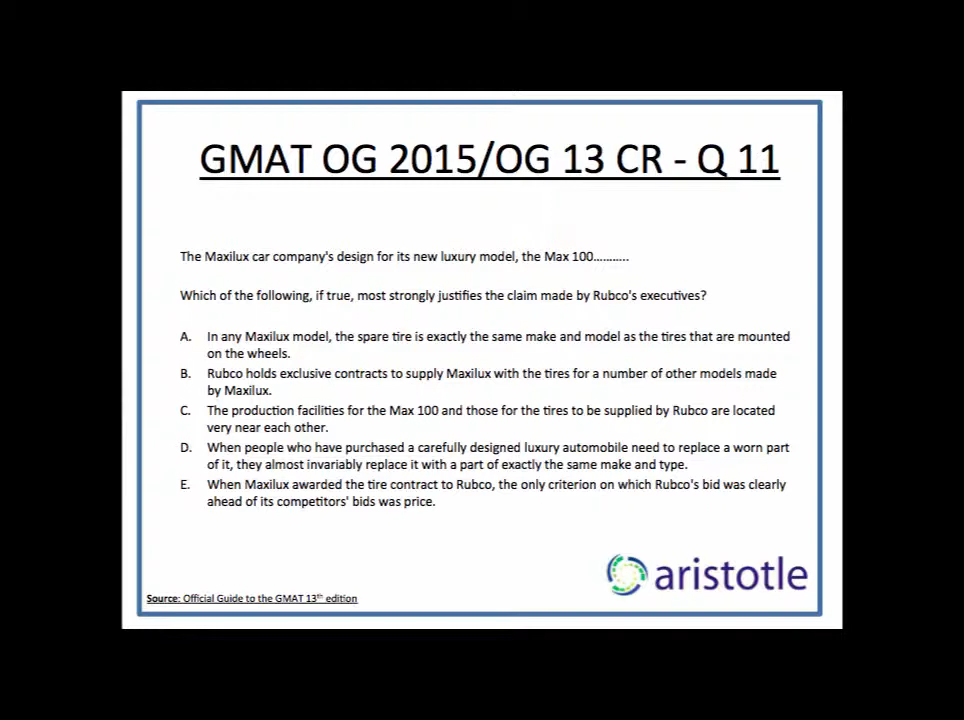 GMAT OG 2015/OG 13 CR - Q 11
The Maxilux car company's design for its new luxury model, the Max 100..........
Which of the following, if true, most strongly justifies the claim made by Rubco's executives?
A. In any Maxilux model, the spare tire is exactly the same make and model as the tires that are mounted
on the wheels.
B. Rubco holds exclusive contracts to supply Maxilux with the tires for a number of other models made
by Maxilux.
C. The production facilities for the Max 100 and those for the tires to be supplied by Rubco are located
very near each other.
D. When people who have purchased a carefully designed luxury automobile need to replace a worn part
of it, they almost invariably replace it with a part of exactly the same make and type.
E. When Maxilux awarded the tire contract to Rubco, the only criterion on which Rubco's bid was clearly
ahead of its competitors' bids was price.
aristotle
Source: Official Guide to the GMAT 13th edition